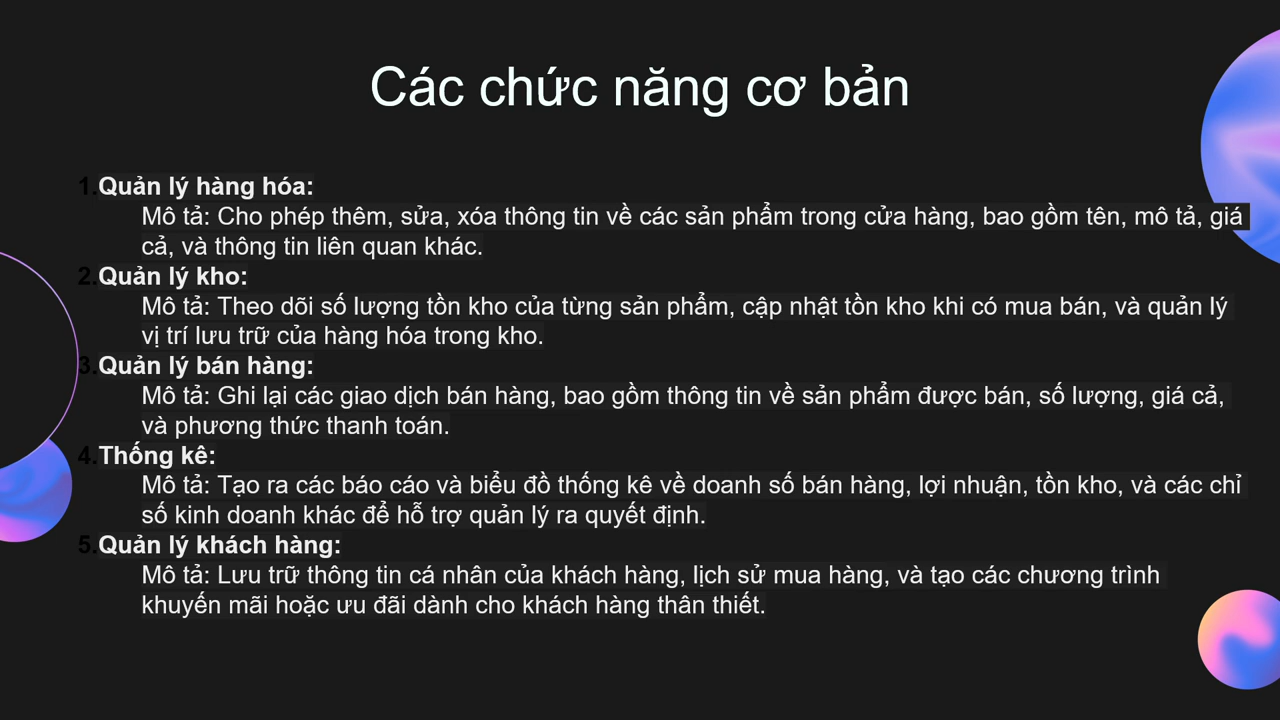 Các chức năng cơ bản
1.Quản lý hàng hóa:
Mô tả: Cho phép thêm, sửa, xóa thông tin về các sản phẩm trong cửa hàng, bao gồm tên, mô tả, giá
cả, và thông tin liên quan khác.
2.Quản lý kho:
Mô tả: Theo dõi số lượng tồn kho của từng sản phẩm, cập nhật tồn kho khi có mua bán, và quản lý
vị trí lưu trữ của hàng hóa trong kho.
3.Quản lý bán hàng:
Mô tả: Ghi lại các giao dịch bán hàng, bao gồm thông tin về sản phẩm được bán, số lượng, giá cả,
và phương thức thanh toán.
4.Thống kê:
Mô tả: Tạo ra các báo cáo và biểu đồ thống kê về doanh số bán hàng, lợi nhuận, tồn kho, và các chỉ
số kinh doanh khác để hỗ trợ quản lý ra quyết định.
5.Quản lý khách hàng:
Mô tả: Lưu trữ thông tin cá nhân của khách hàng, lịch sử mua hàng, và tạo các chương trình
khuyến mãi hoặc ưu đãi dành cho khách hàng thân thiết.